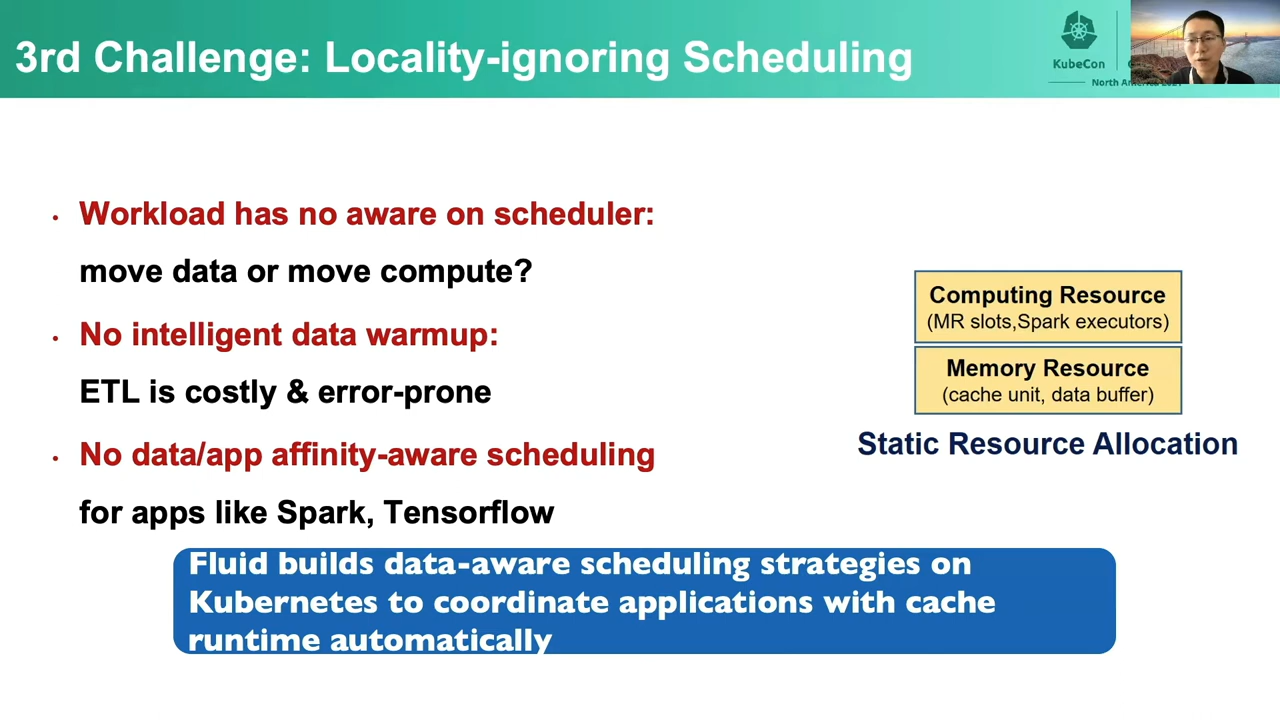 3rd Challenge: Locality-ignoring Scheduling
KubeCon
North America 2021
• Workload has no aware on scheduler:
move data or move compute?
• No intelligent data warmup:
ETL is costly & error-prone
• No data/app affinity-aware scheduling
for apps like Spark, Tensorflow
Computing Resource
(MR slots,Spark executors)
Memory Resource
(cache unit, data buffer)
Static Resource Allocation
Fluid builds data-aware scheduling strategies on
Kubernetes to coordinate applications with cache
runtime automatically